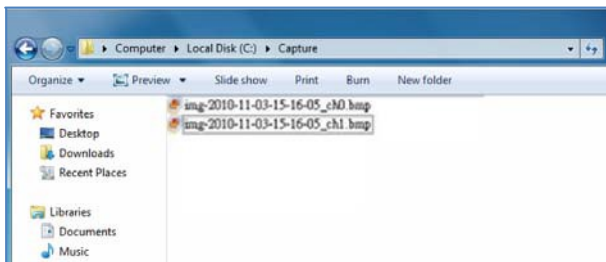 Computer ▸ Local Disk (C:) ▸ Capture
Organize ▾ Preview ▾ Slide show Print Burn New folder
Favorites
Desktop
Downloads
Recent Places
Libraries
Documents
Music
img-2010-11-03-15-16-05_ch0.bmp
img-2010-11-03-15-16-05_ch1.bmp